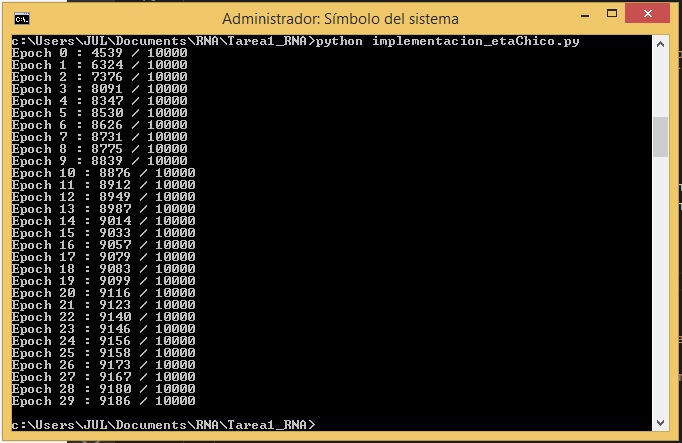 Administrador: Símbolo del sistema
c:\Users\JUL\Documents\RNA\Tarea1_RNA>python implementacion_etaChico.py
Epoch 0 : 4539 / 10000
Epoch 1 : 6324 / 10000
Epoch 2 : 7376 / 10000
Epoch 3 : 8091 / 10000
Epoch 4 : 8347 / 10000
Epoch 5 : 8530 / 10000
Epoch 6 : 8626 / 10000
Epoch 7 : 8731 / 10000
Epoch 8 : 8775 / 10000
Epoch 9 : 8839 / 10000
Epoch 10 : 8876 / 10000
Epoch 11 : 8912 / 10000
Epoch 12 : 8949 / 10000
Epoch 13 : 8987 / 10000
Epoch 14 : 9014 / 10000
Epoch 15 : 9033 / 10000
Epoch 16 : 9057 / 10000
Epoch 17 : 9079 / 10000
Epoch 18 : 9083 / 10000
Epoch 19 : 9099 / 10000
Epoch 20 : 9116 / 10000
Epoch 21 : 9123 / 10000
Epoch 22 : 9140 / 10000
Epoch 23 : 9146 / 10000
Epoch 24 : 9156 / 10000
Epoch 25 : 9158 / 10000
Epoch 26 : 9173 / 10000
Epoch 27 : 9167 / 10000
Epoch 28 : 9180 / 10000
Epoch 29 : 9186 / 10000
c:\Users\JUL\Documents\RNA\Tarea1_RNA>